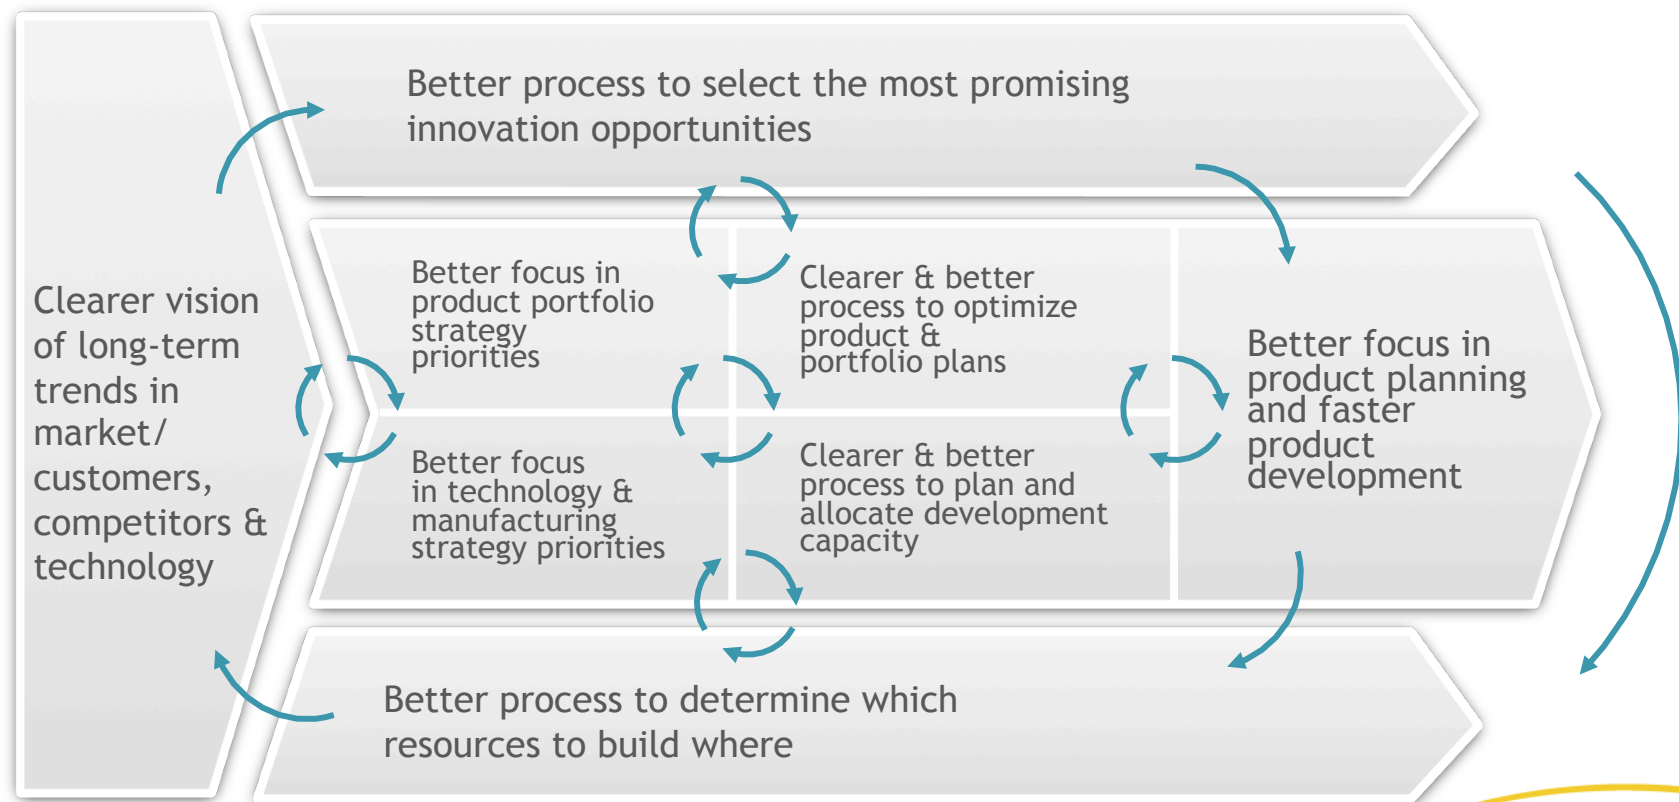 Better process to select the most promising
innovation opportunities
Clearer vision
of long-term
trends in
market/
customers,
competitors &
technology
Better focus in
product portfolio
strategy
priorities
Clearer & better
process to optimize
product &
portfolio plans
Better focus
in technology &
manufacturing
strategy priorities
Clearer & better
process to plan and
allocate development
capacity
Better focus in
product planning
and faster
product
development
Better process to determine which
resources to build where